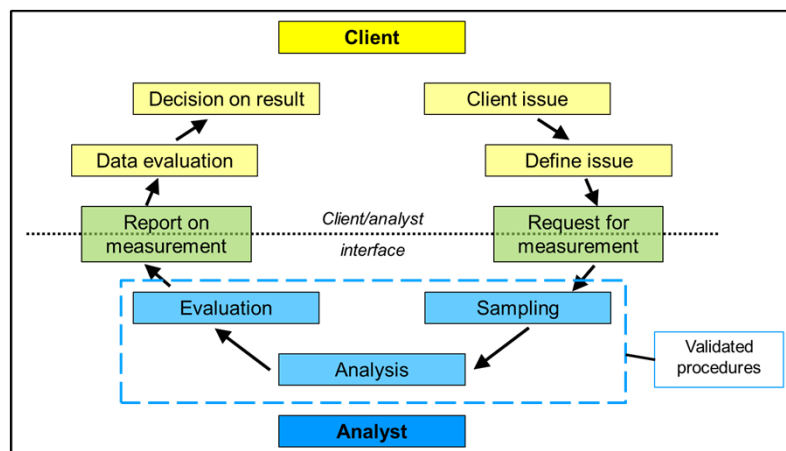 Client
Decision on result
Client issue
Data evaluation
Define issue
Report on
measurement
Client/analyst
interface
Request for
measurement
Evaluation
Sampling
Analysis
Validated
procedures
Analyst